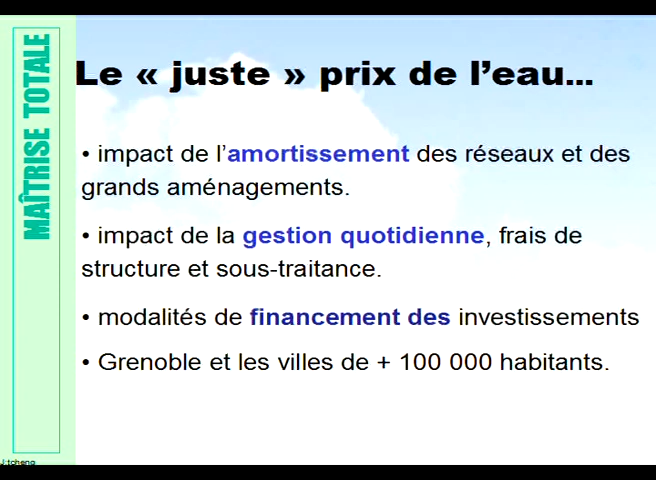 MAÎTRISE TOTALE
Le « juste » prix de l’eau...
• impact de l’amortissement des réseaux et des
grands aménagements.
• impact de la gestion quotidienne, frais de
structure et sous-traitance.
• modalités de financement des investissements
• Grenoble et les villes de + 100 000 habitants.
J.tcheng